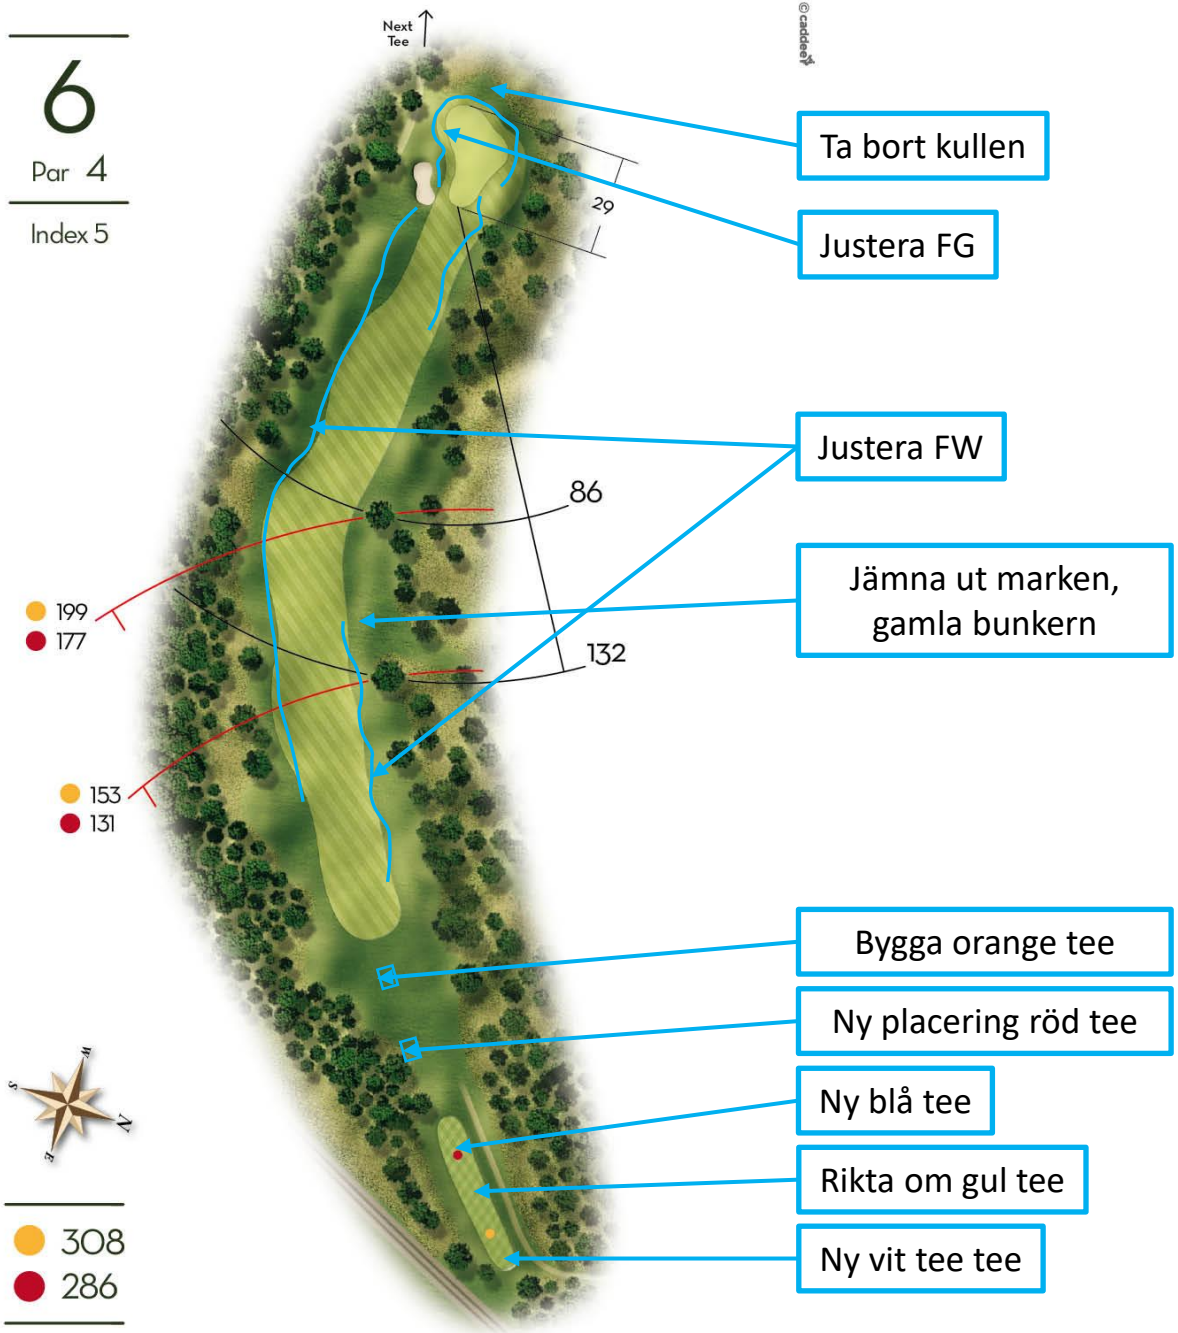 Next
Tee
© caddee
6
Par 4
Index 5
Ta bort kullen
Justera FG
29
Justera FW
86
Jämna ut marken,
gamla bunkern
199
177
132
153
131
Bygga orange tee
Ny placering röd tee
Ny blå tee
Rikta om gul tee
Ny vit tee tee
W
S
N
E
308
286